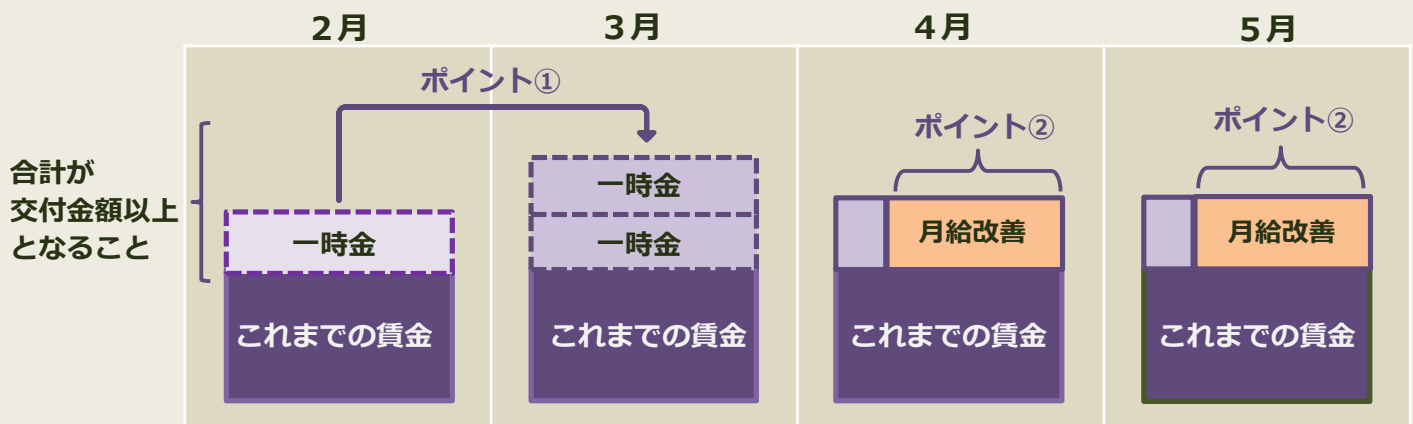 2月
3月
4月
5月
ポイント①
ポイント②
ポイント②
合計が
交付金額以上
となること
一時金
一時金
一時金
月給改善
月給改善
これまでの賃金
これまでの賃金
これまでの賃金
これまでの賃金